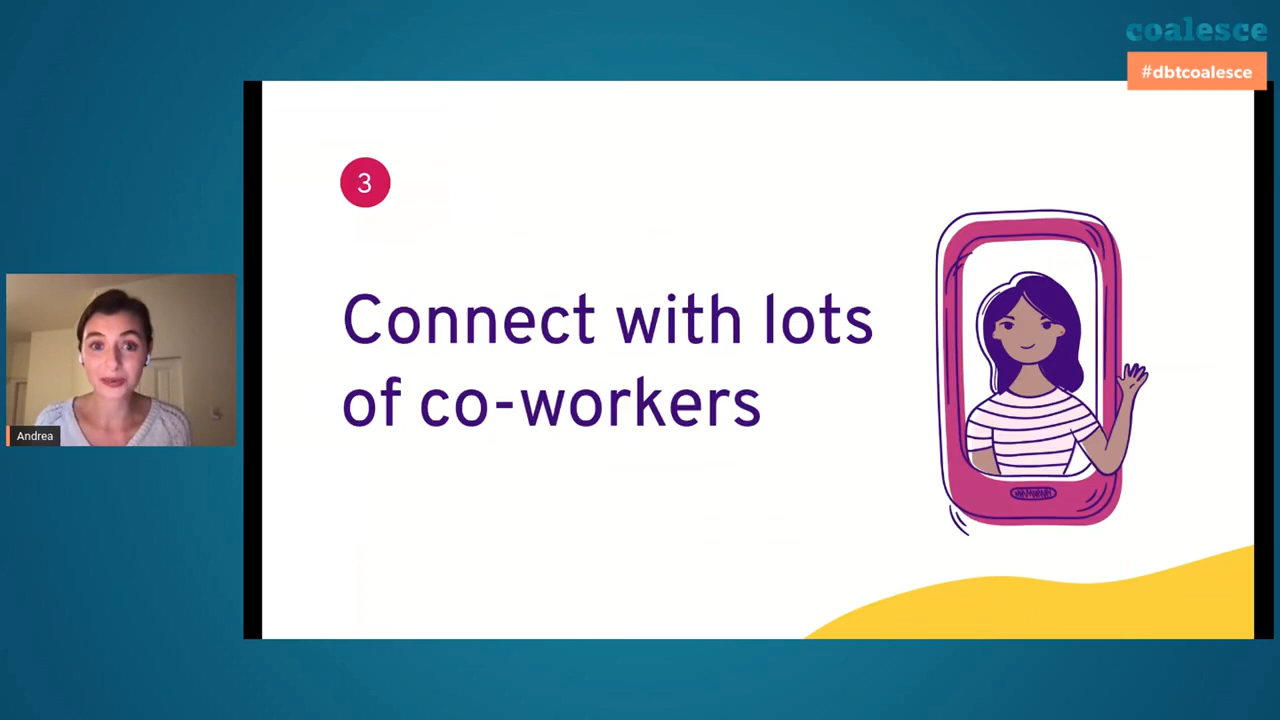 coalesce
#dbtcoalesce
3
Connect with lots
of co-workers
Andrea